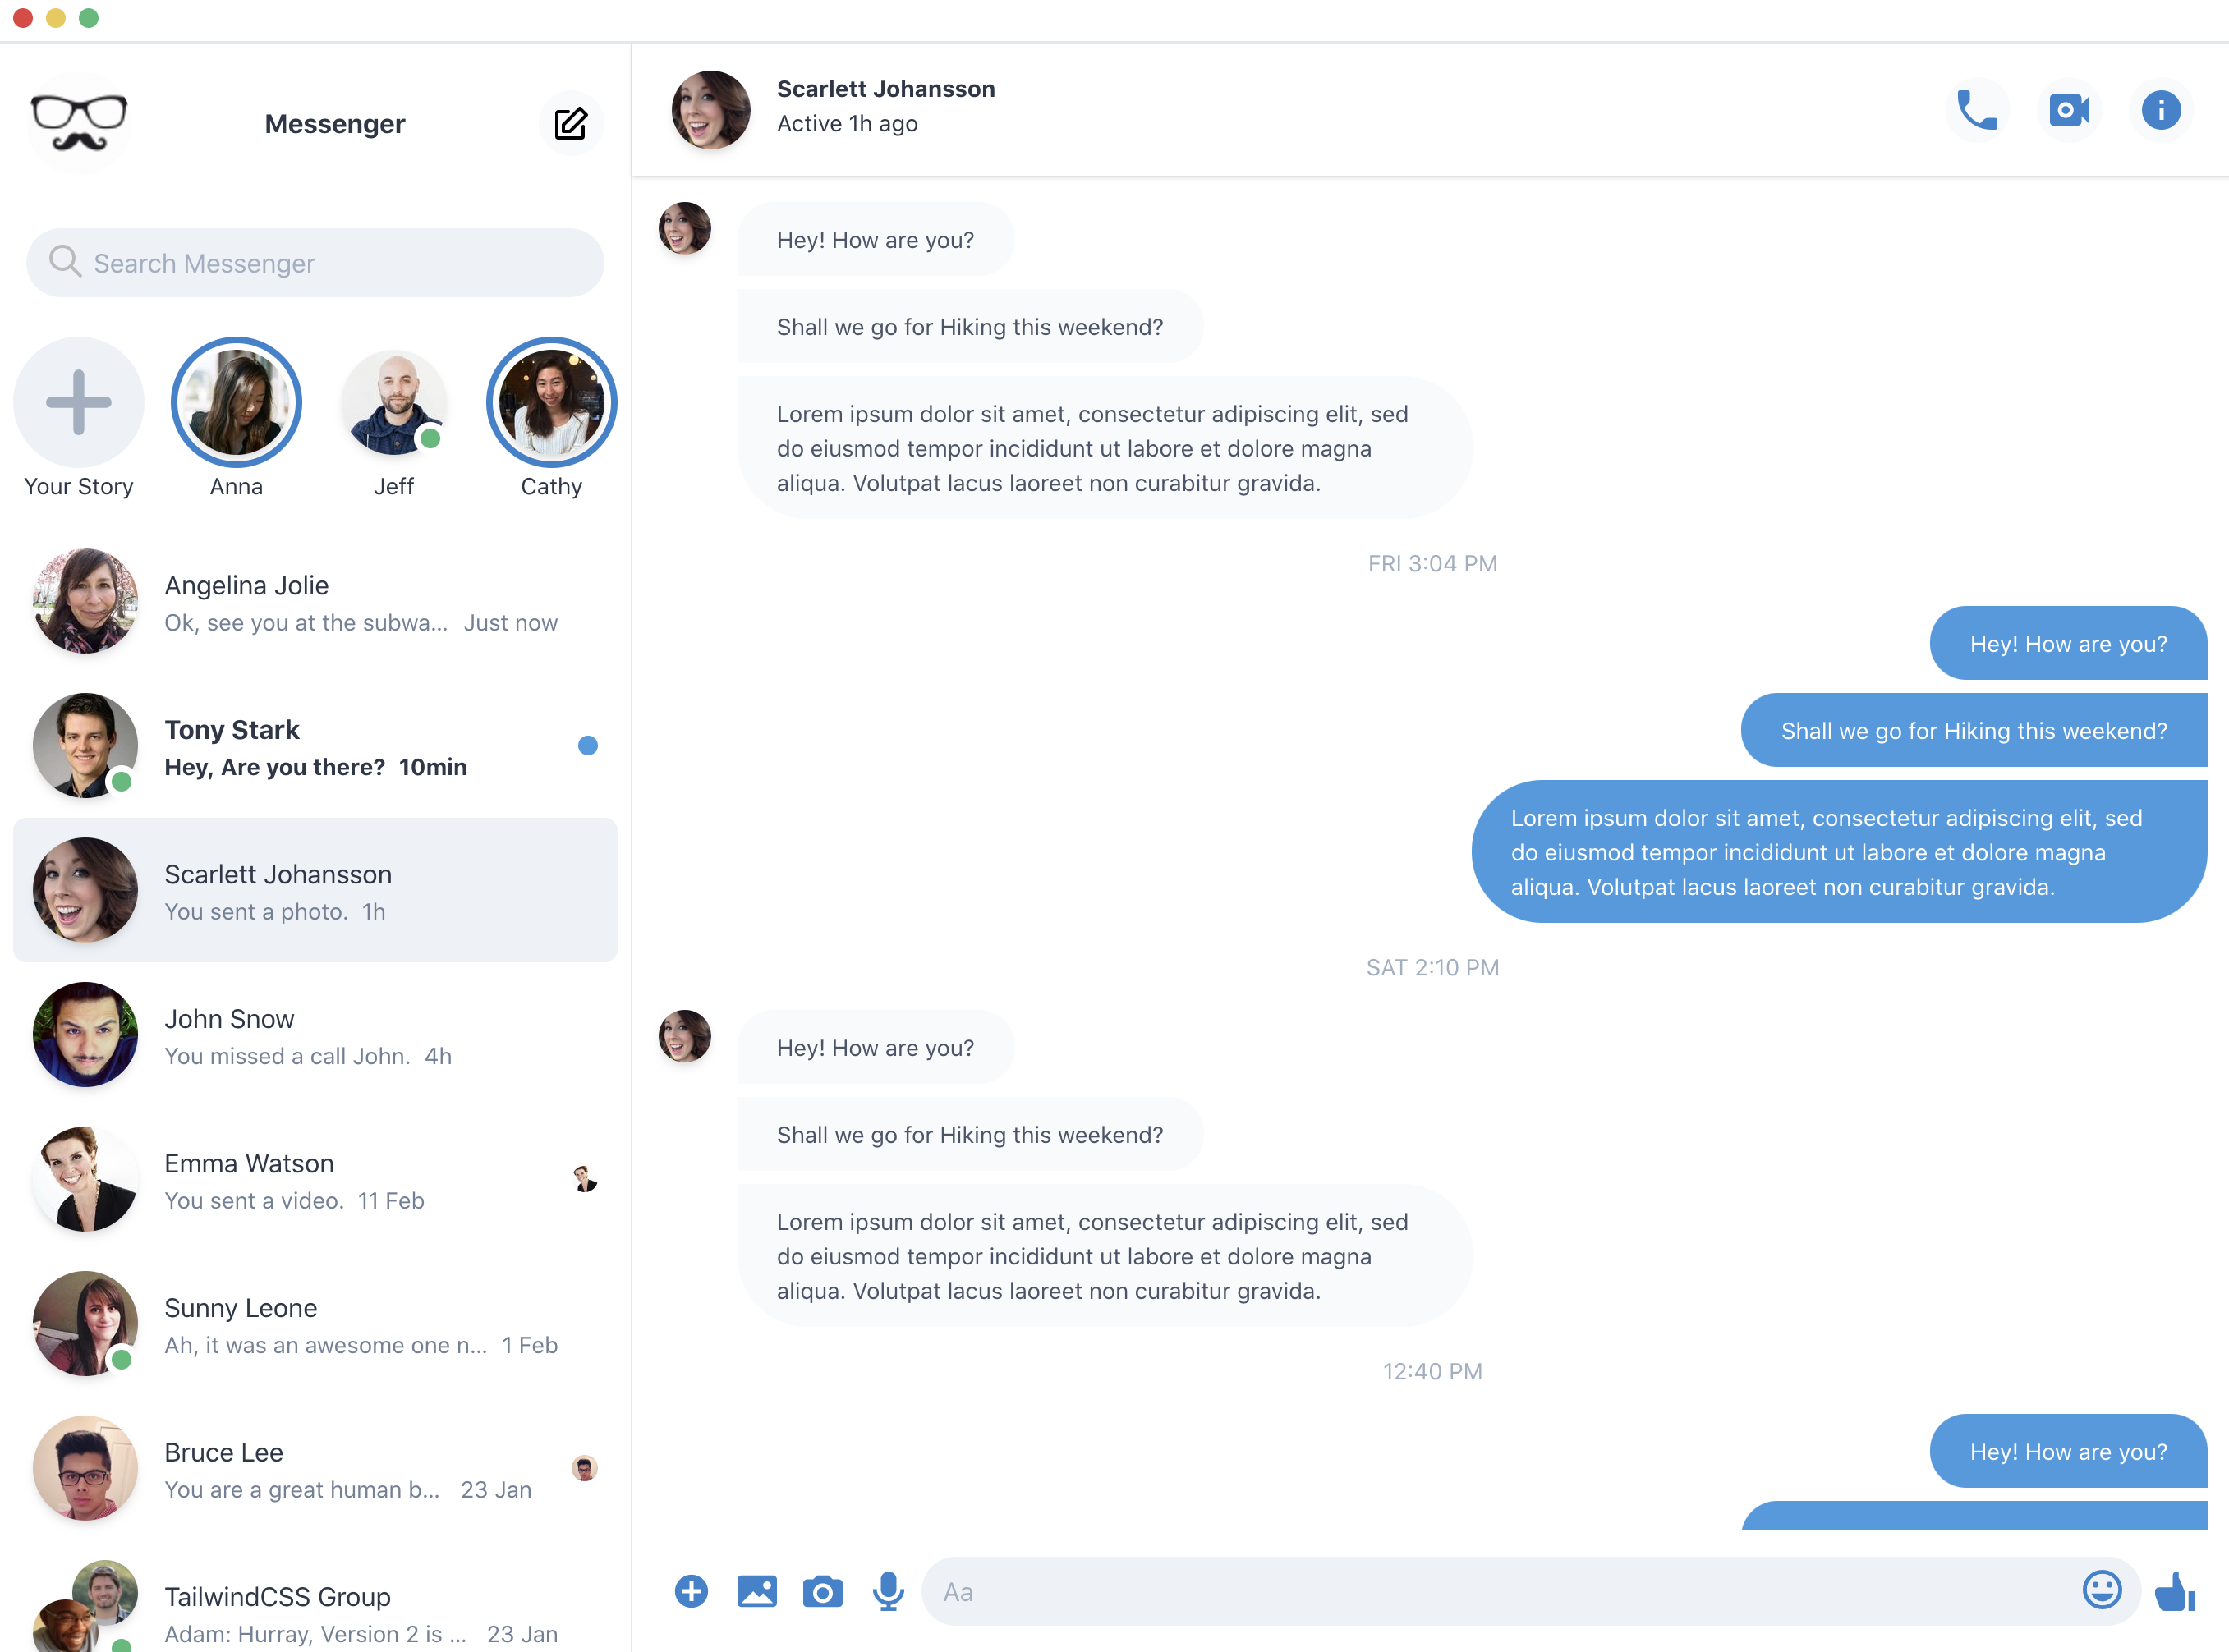 Messenger
Search Messenger
Your Story
Anna
Jeff
Cathy
Angelina Jolie
Ok, see you at the subwa... Just now
Tony Stark
Hey, Are you there? 10min
Scarlett Johansson
You sent a photo. 1h
John Snow
You missed a call John. 4h
Emma Watson
You sent a video. 11 Feb
Sunny Leone
Ah, it was an awesome one n... 1 Feb
Bruce Lee
You are a great human b... 23 Jan
TailwindCSS Group
Adam: Hurray, Version 2 is ... 23 Jan
Scarlett Johansson
Active 1h ago
Hey! How are you?
Shall we go for Hiking this weekend?
Lorem ipsum dolor sit amet, consectetur adipiscing elit, sed
do eiusmod tempor incididunt ut labore et dolore magna
aliqua. Volutpat lacus laoreet non curabitur gravida.
FRI 3:04 PM
Hey! How are you?
Shall we go for Hiking this weekend?
Lorem ipsum dolor sit amet, consectetur adipiscing elit, sed
do eiusmod tempor incididunt ut labore et dolore magna
aliqua. Volutpat lacus laoreet non curabitur gravida.
SAT 2:10 PM
Hey! How are you?
Shall we go for Hiking this weekend?
Lorem ipsum dolor sit amet, consectetur adipiscing elit, sed
do eiusmod tempor incididunt ut labore et dolore magna
aliqua. Volutpat lacus laoreet non curabitur gravida.
12:40 PM
Hey! How are you?
Aa